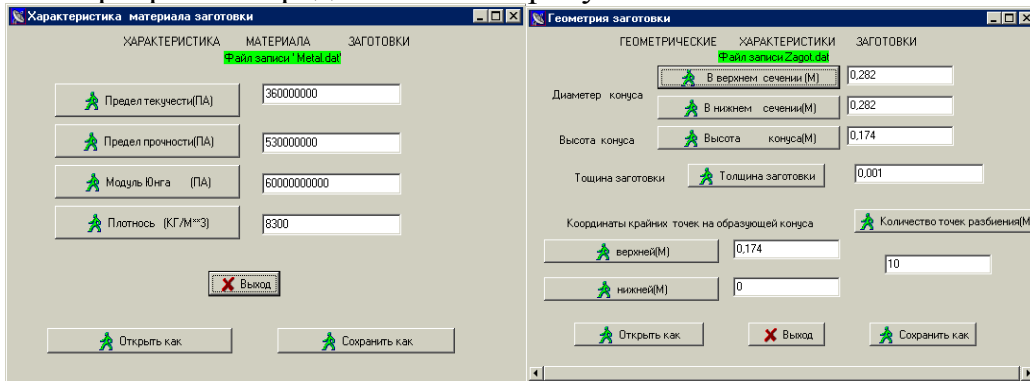 Характеристика материала заготовки
ХАРАКТЕРИСТИКА МАТЕРИАЛА ЗАГОТОВКИ
Файл записи ' Metal.dat'
Предел текучести(ПА) 360000000
Предел прочности(ПА) 530000000
Модуль Юнга (ПА) 60000000000
Плотнось (КГ/М**3) 8300
Выход
Открыть как Сохранить как
Геометрия заготовки
ГЕОМЕТРИЧЕСКИЕ ХАРАКТЕРИСТИКИ ЗАГОТОВКИ
Файл записи Zagot.dat
В верхнем сечении (М) 0,282
Диаметер конуса
В нижнем сечении(М) 0,282
Высота конуса Высота конуса(М) 0,174
Тощина заготовки Толщина заготовки 0,001
Координаты крайних точек на образующей конуса Количество точек разбиения(М
верхней(М) 0,174
10
нижней(М) 0
Открыть как Выход Сохранить как